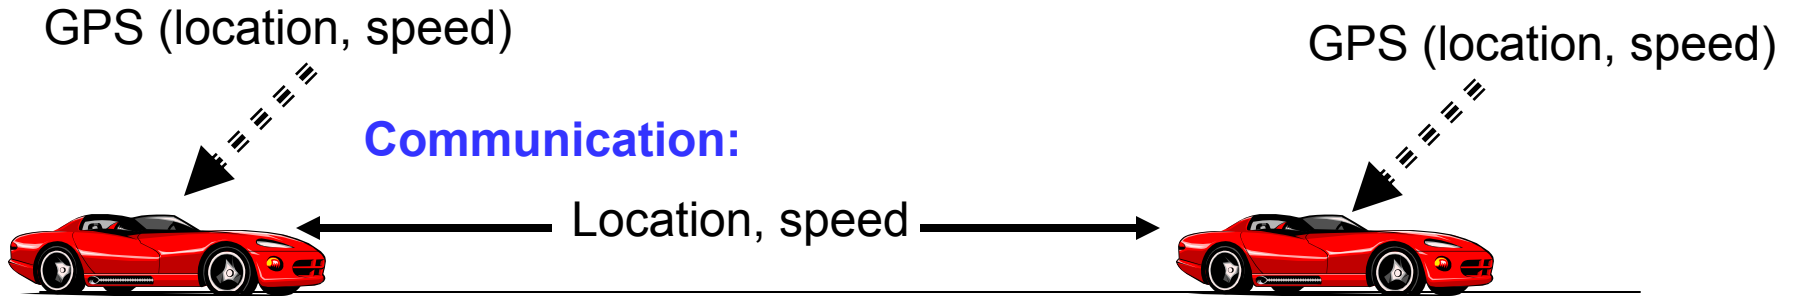 GPS (location, speed)
GPS (location, speed)
Communication:
Location, speed